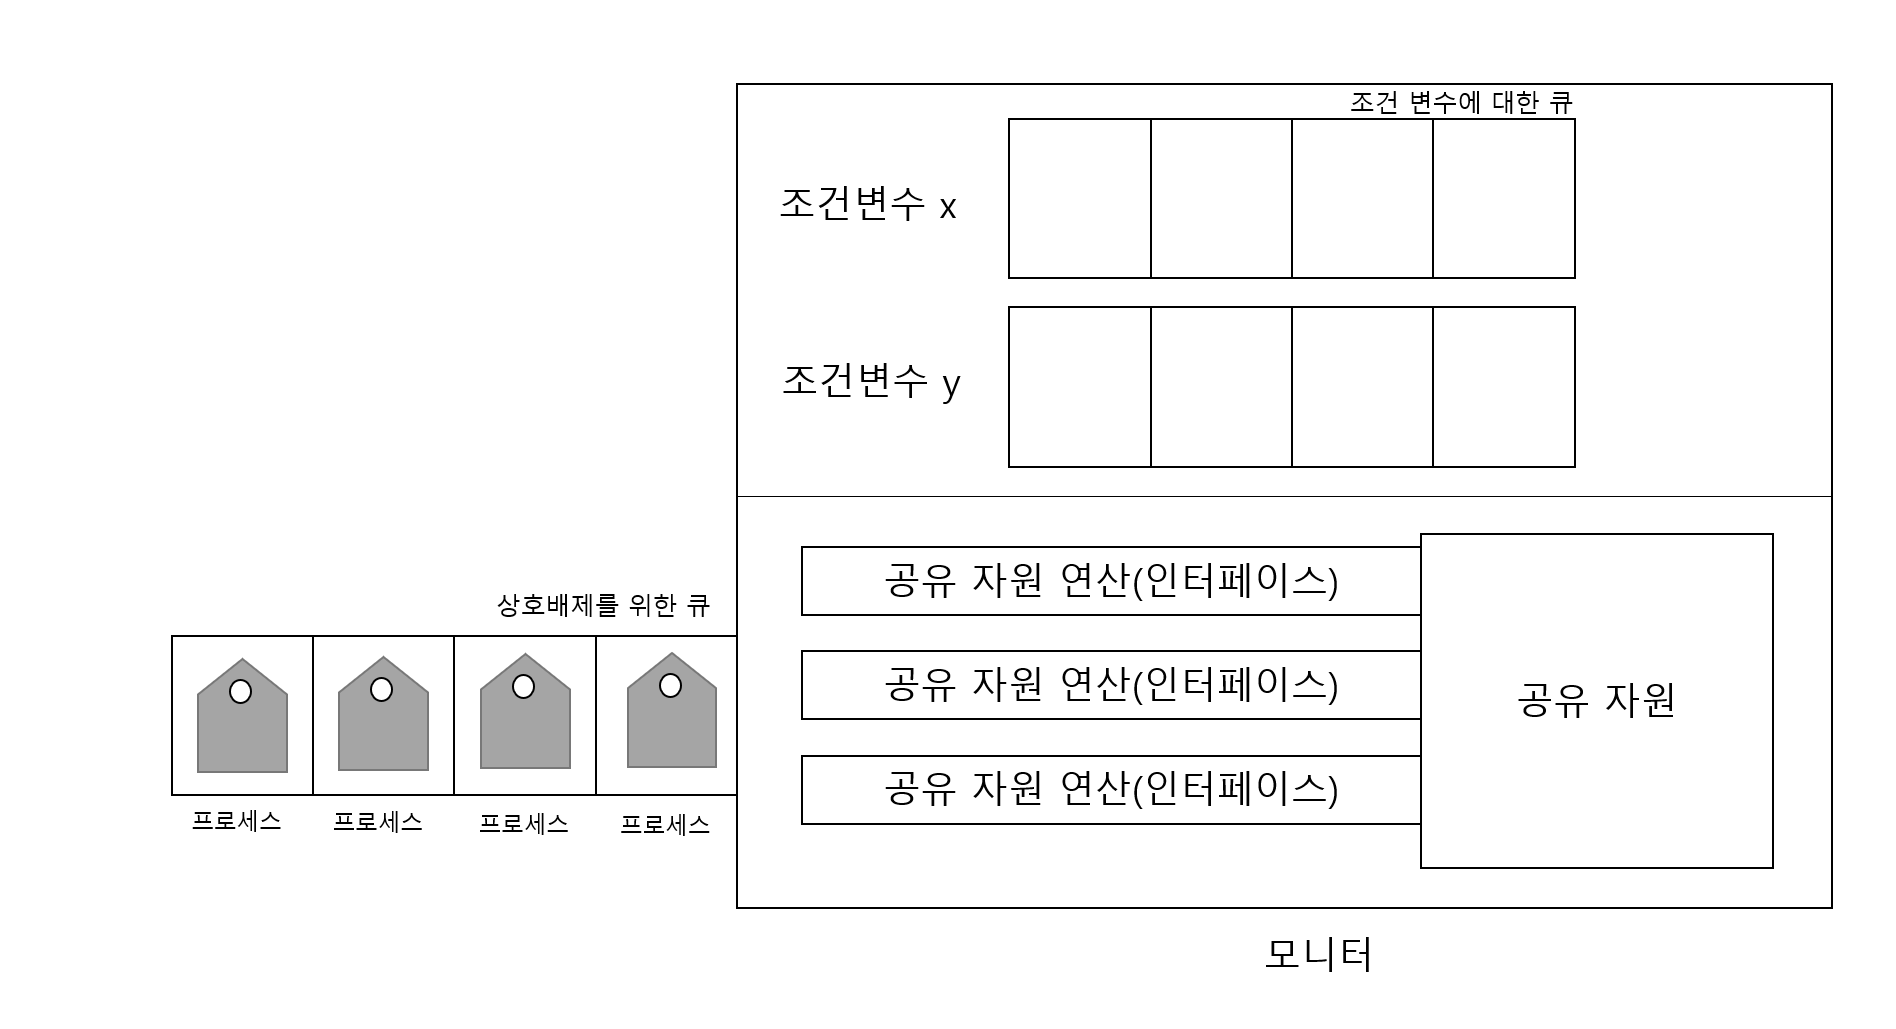 조건 변수에 대한 큐
조건변수 x
조건변수 y
상호배제를 위한 큐
프로세스
프로세스
프로세스
프로세스
공유 자원 연산(인터페이스)
공유 자원 연산(인터페이스)
공유 자원 연산(인터페이스)
공유 자원
모니터